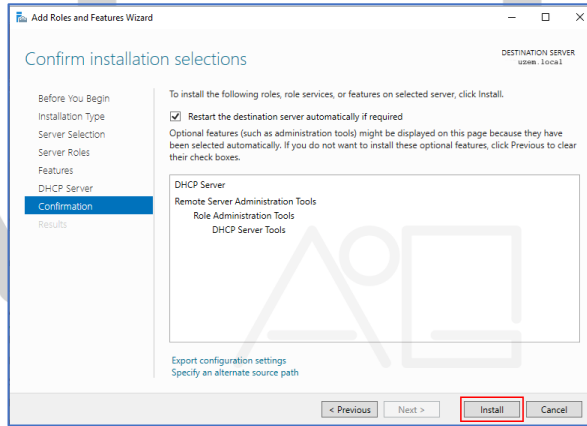 Add Roles and Features Wizard
Confirm installation selections
DESTINATION SERVER
uzem.local
Before You Begin
Installation Type
Server Selection
Server Roles
Features
DHCP Server
Confirmation
Results
To install the following roles, role services, or features on selected server, click Install.
Restart the destination server automatically if required
Optional features (such as administration tools) might be displayed on this page because they have
been selected automatically. If you do not want to install these optional features, click Previous to clear
their check boxes.
DHCP Server
Remote Server Administration Tools
Role Administration Tools
DHCP Server Tools
Export configuration settings
Specify an alternate source path
< Previous
Next >
Install
Cancel